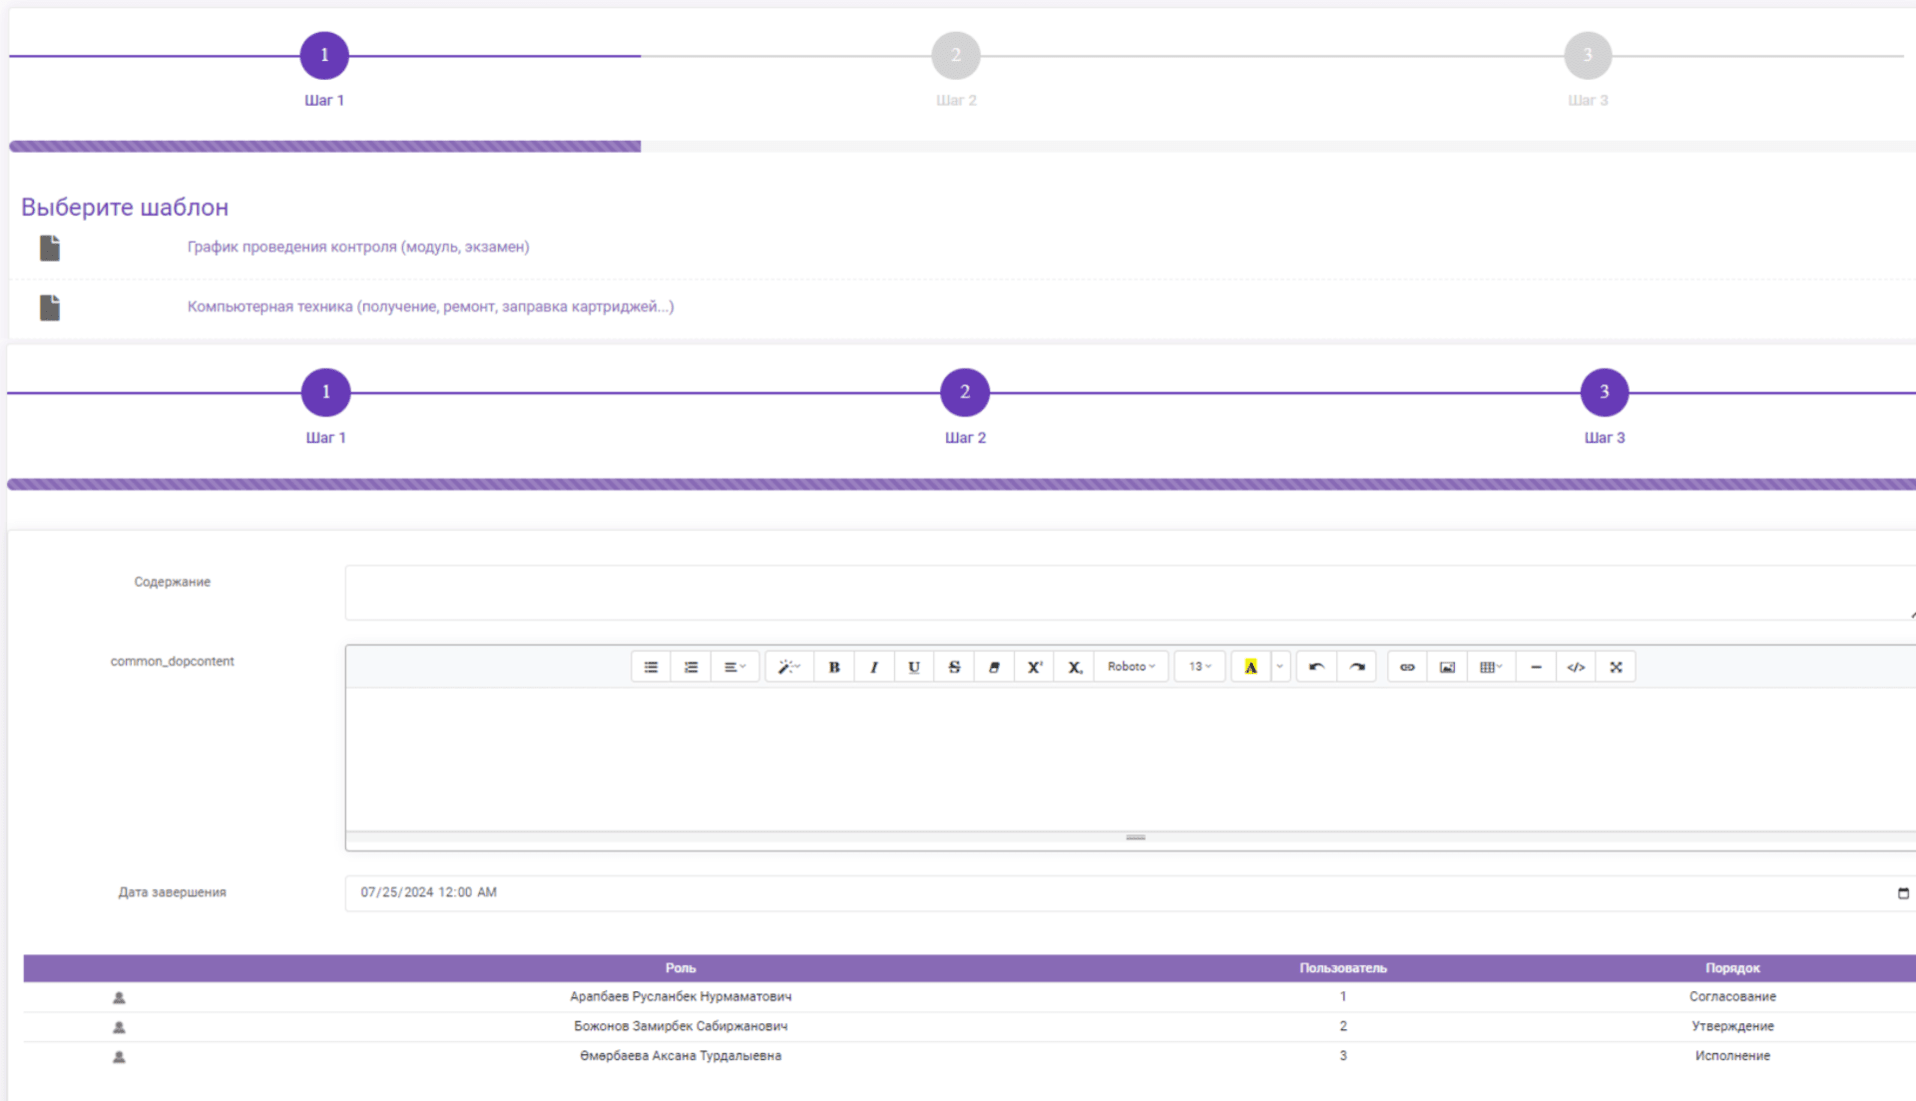 1 2 3
Шаг 1 Шаг 2 Шаг 3
Выберите шаблон
График проведения контроля (модуль, экзамен)
Компьютерная техника (получение, ремонт, заправка картриджей...)
1 2 3
Шаг 1 Шаг 2 Шаг 3
Содержание
common_dopcontent
B I U S X² X₂ Roboto 13 A </>
Дата завершения 07/25/2024 12:00 AM
Роль Пользователь Порядок
Арапбаев Русланбек Нурмаматович 1 Согласование
Божонов Замирбек Сабиржанович 2 Утверждение
Өмөрбаева Аксана Турдалыевна 3 Исполнение